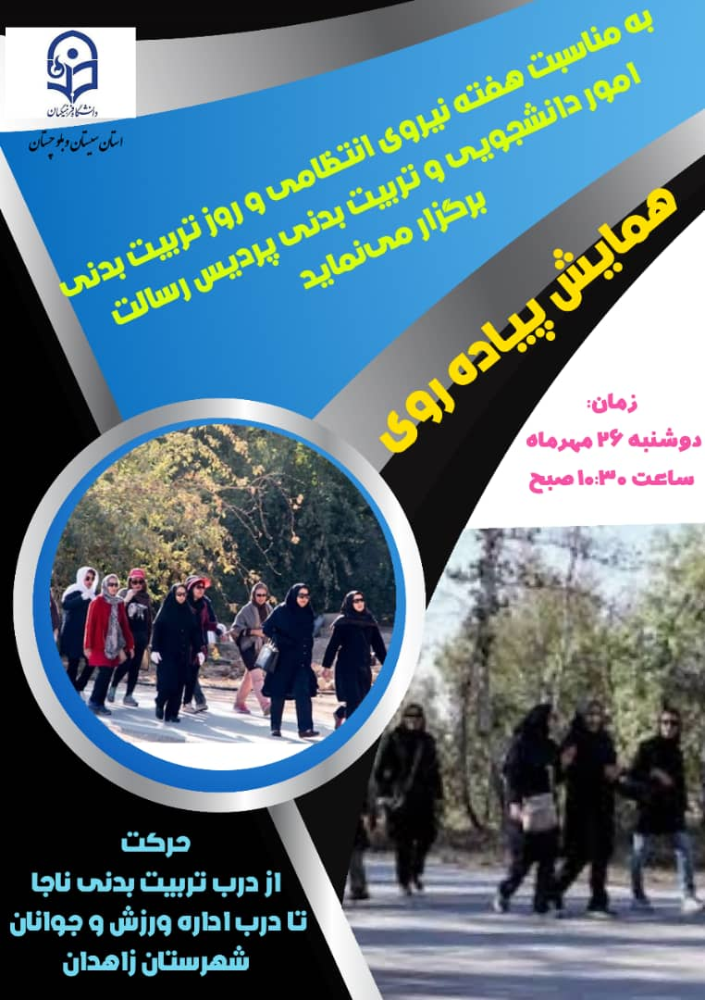 دانشگاه فرهنگیان
استان سیستان و بلوچستان
به مناسبت هفته نیروی انتظامی و روز تربیت بدنی
امور دانشجویی و تربیت بدنی پردیس رسالت
برگزار می‌نماید
همایش پیاده روی
زمان:
دوشنبه ۲۶ مهرماه
ساعت ۱۰:۳۰ صبح
حرکت
از درب تربیت بدنی ناجا
تا درب اداره ورزش و جوانان
شهرستان زاهدان